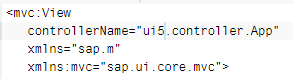 <mvc:View
controllerName="ui5.controller.App"
xmlns="sap.m"
xmlns:mvc="sap.ui.core.mvc">